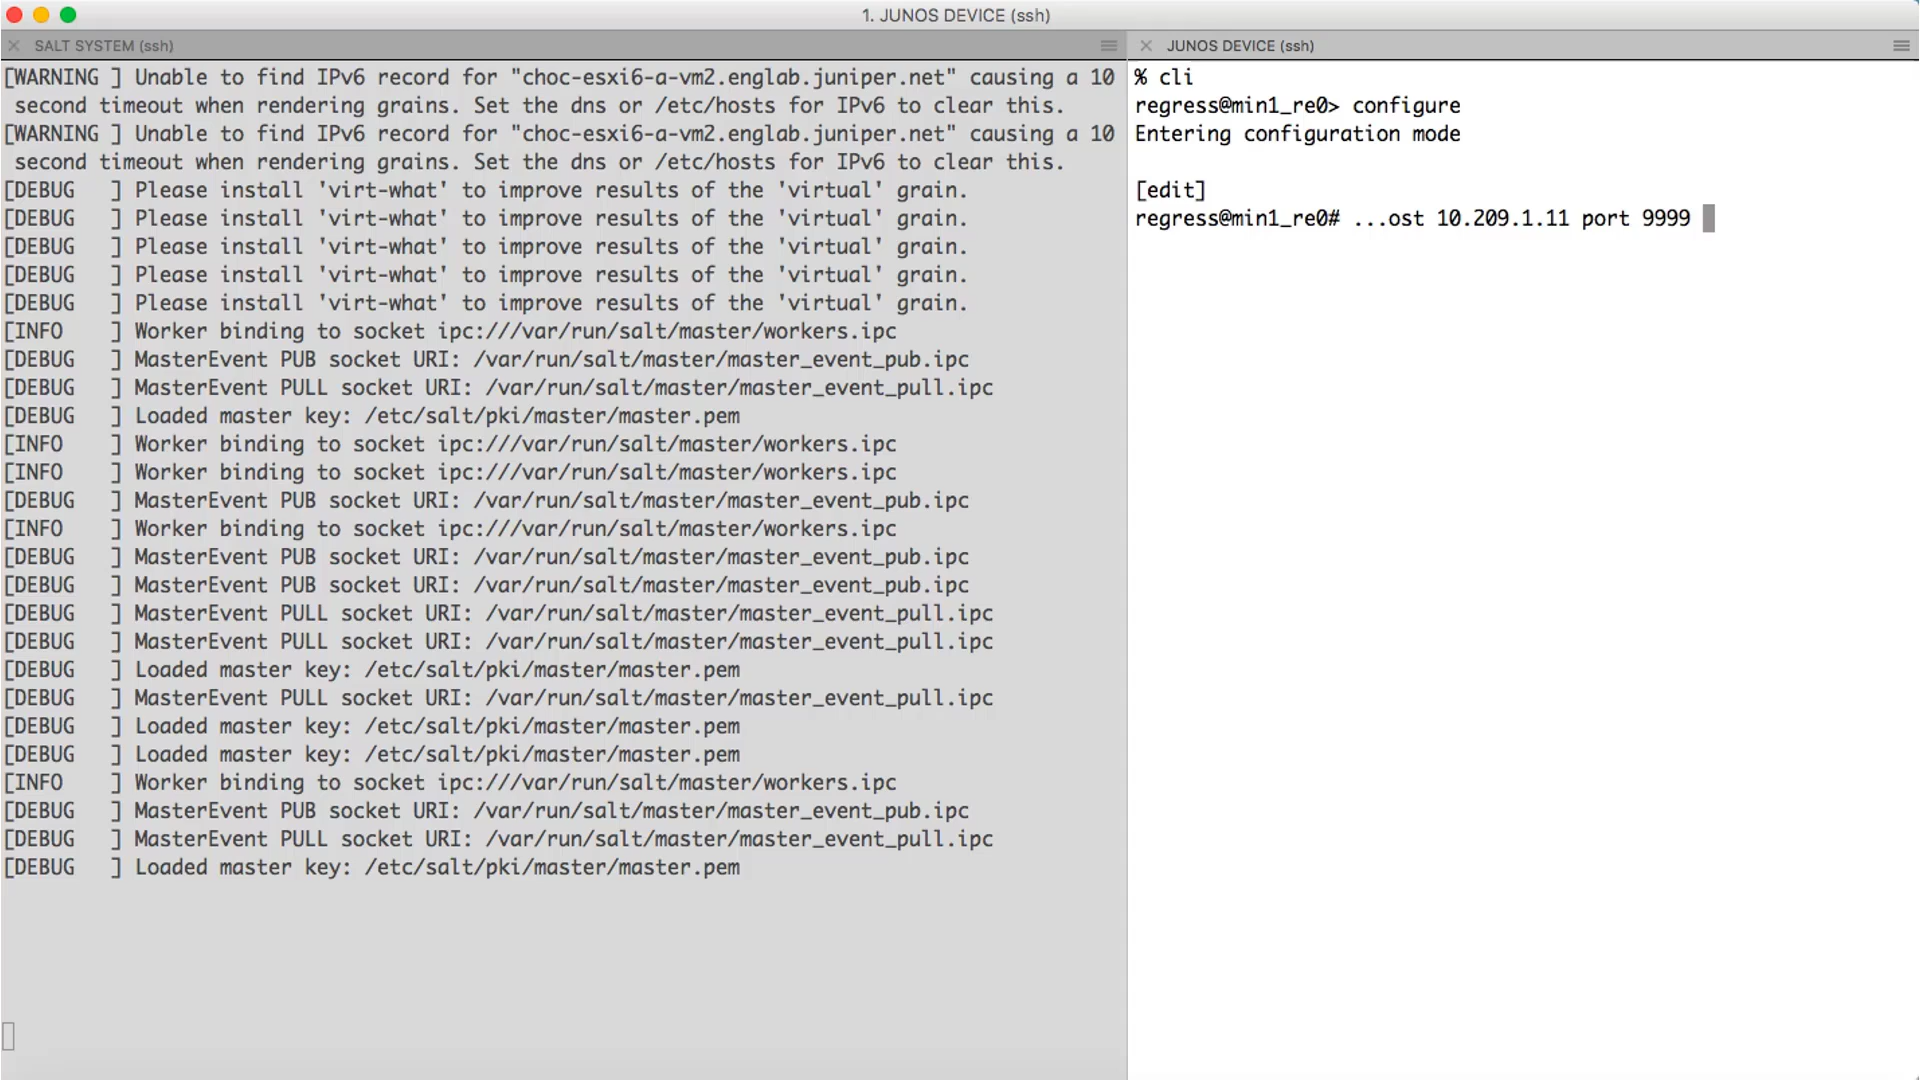 1. JUNOS DEVICE (ssh)
SALT SYSTEM (ssh)
[WARNING ] Unable to find IPv6 record for "choc-esxi6-a-vm2.englab.juniper.net" causing a 10
second timeout when rendering grains. Set the dns or /etc/hosts for IPv6 to clear this.
[WARNING ] Unable to find IPv6 record for "choc-esxi6-a-vm2.englab.juniper.net" causing a 10
second timeout when rendering grains. Set the dns or /etc/hosts for IPv6 to clear this.
[DEBUG   ] Please install 'virt-what' to improve results of the 'virtual' grain.
[DEBUG   ] Please install 'virt-what' to improve results of the 'virtual' grain.
[DEBUG   ] Please install 'virt-what' to improve results of the 'virtual' grain.
[DEBUG   ] Please install 'virt-what' to improve results of the 'virtual' grain.
[DEBUG   ] Please install 'virt-what' to improve results of the 'virtual' grain.
[INFO    ] Worker binding to socket ipc:///var/run/salt/master/workers.ipc
[DEBUG   ] MasterEvent PUB socket URI: /var/run/salt/master/master_event_pub.ipc
[DEBUG   ] MasterEvent PULL socket URI: /var/run/salt/master/master_event_pull.ipc
[DEBUG   ] Loaded master key: /etc/salt/pki/master/master.pem
[INFO    ] Worker binding to socket ipc:///var/run/salt/master/workers.ipc
[INFO    ] Worker binding to socket ipc:///var/run/salt/master/workers.ipc
[DEBUG   ] MasterEvent PUB socket URI: /var/run/salt/master/master_event_pub.ipc
[INFO    ] Worker binding to socket ipc:///var/run/salt/master/workers.ipc
[DEBUG   ] MasterEvent PUB socket URI: /var/run/salt/master/master_event_pub.ipc
[DEBUG   ] MasterEvent PUB socket URI: /var/run/salt/master/master_event_pub.ipc
[DEBUG   ] MasterEvent PULL socket URI: /var/run/salt/master/master_event_pull.ipc
[DEBUG   ] MasterEvent PULL socket URI: /var/run/salt/master/master_event_pull.ipc
[DEBUG   ] Loaded master key: /etc/salt/pki/master/master.pem
[DEBUG   ] MasterEvent PULL socket URI: /var/run/salt/master/master_event_pull.ipc
[DEBUG   ] Loaded master key: /etc/salt/pki/master/master.pem
[DEBUG   ] Loaded master key: /etc/salt/pki/master/master.pem
[INFO    ] Worker binding to socket ipc:///var/run/salt/master/workers.ipc
[DEBUG   ] MasterEvent PUB socket URI: /var/run/salt/master/master_event_pub.ipc
[DEBUG   ] MasterEvent PULL socket URI: /var/run/salt/master/master_event_pull.ipc
[DEBUG   ] Loaded master key: /etc/salt/pki/master/master.pem
JUNOS DEVICE (ssh)
% cli
regress@min1_re0> configure
Entering configuration mode
[edit]
regress@min1_re0# ...ost 10.209.1.11 port 9999